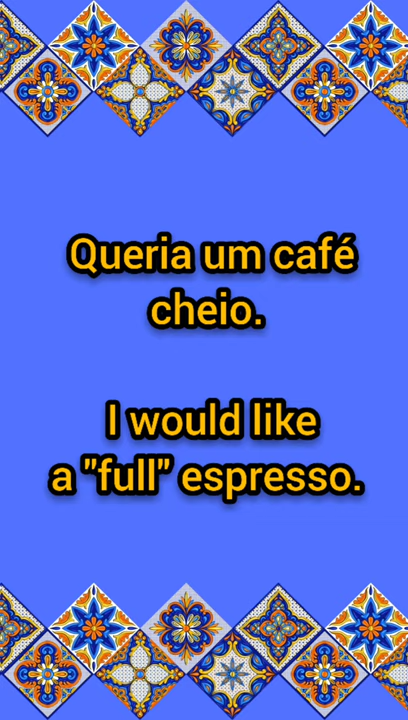 Queria um café
cheio.
I would like
a "full" espresso.